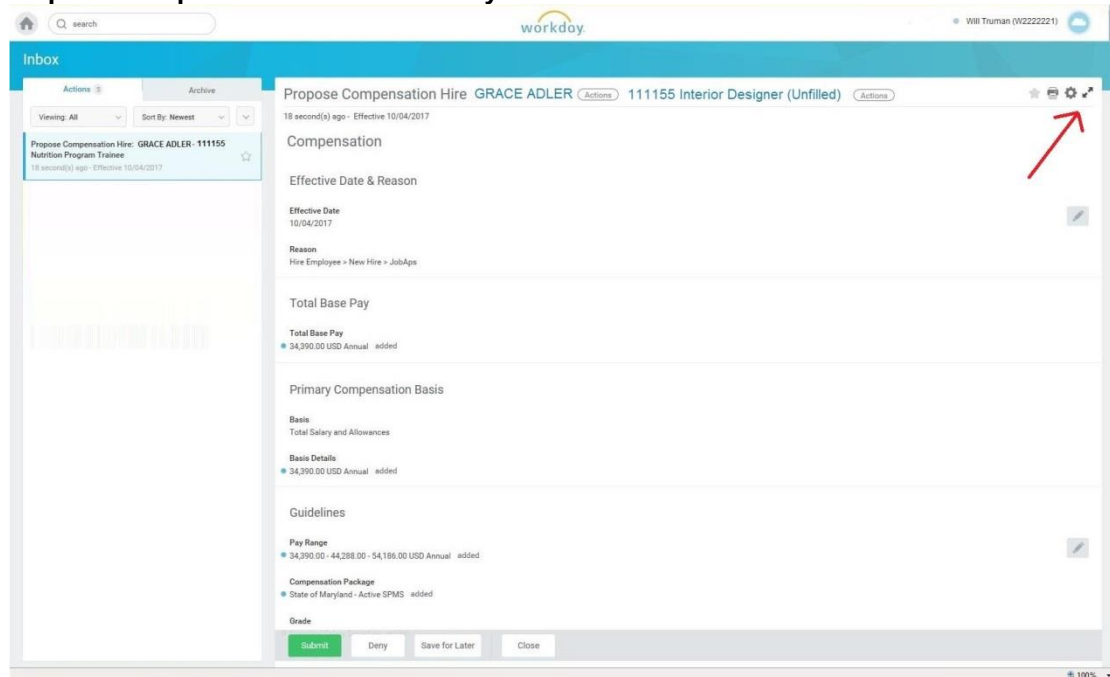 search
workday.
Will Truman (W2222221)
Inbox
Actions 5
Archive
Viewing: All
Sort By: Newest
Propose Compensation Hire: GRACE ADLER- 111155
Nutrition Program Trainee
18 second(s) ago - Effective 10/04/2017
Propose Compensation Hire GRACE ADLER Actions 111155 Interior Designer (Unfilled) Actions
18 second(s) ago - Effective 10/04/2017
Compensation
Effective Date & Reason
Effective Date
10/04/2017
Reason
Hire Employee > New Hire > JobAps
Total Base Pay
Total Base Pay
34,390.00 USD Annual added
Primary Compensation Basis
Basis
Total Salary and Allowances
Basis Details
34,390.00 USD Annual added
Guidelines
Pay Range
34,390.00 - 44,288.00 - 54,186.00 USD Annual added
Compensation Package
State of Maryland - Active SPMS added
Grade
Submit
Deny
Save for Later
Close
100%